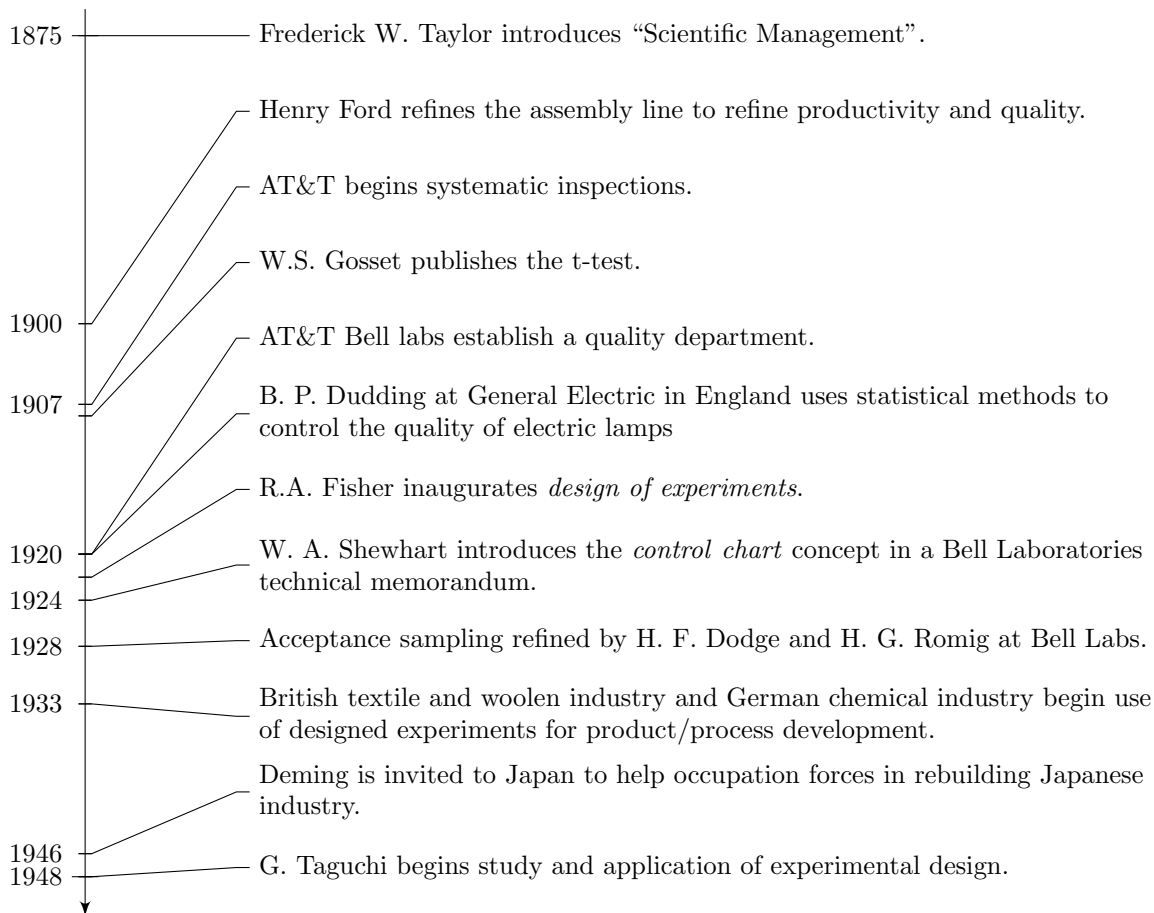 1875 Frederick W. Taylor introduces “Scientific Management”.
Henry Ford refines the assembly line to refine productivity and quality.
AT&T begins systematic inspections.
W.S. Gosset publishes the t-test.
1900
AT&T Bell labs establish a quality department.
1907
B. P. Dudding at General Electric in England uses statistical methods to
control the quality of electric lamps
R.A. Fisher inaugurates design of experiments.
1920
W. A. Shewhart introduces the control chart concept in a Bell Laboratories
technical memorandum.
1924
1928 Acceptance sampling refined by H. F. Dodge and H. G. Romig at Bell Labs.
1933
British textile and woolen industry and German chemical industry begin use
of designed experiments for product/process development.
Deming is invited to Japan to help occupation forces in rebuilding Japanese
industry.
1946
1948 G. Taguchi begins study and application of experimental design.